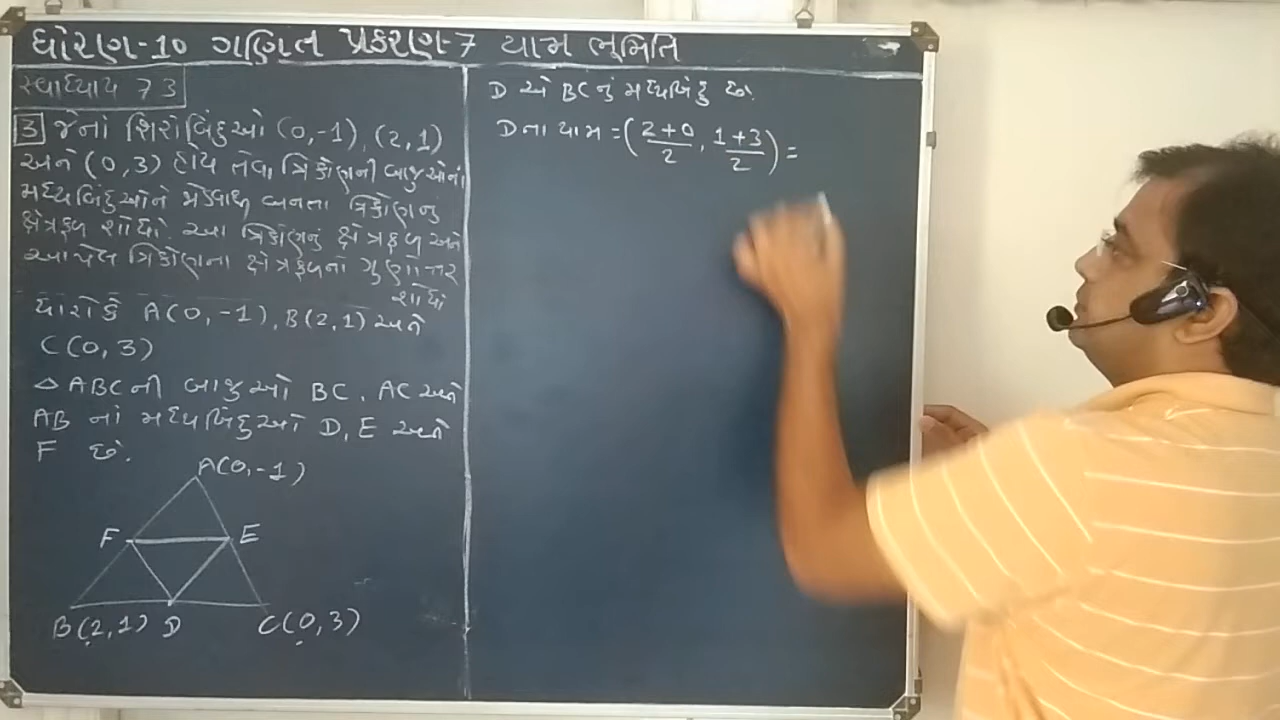 ધોરણ-10 ગણિત પ્રકરણ-7 યામ ભૂમિતિ
સ્વાધ્યાય 7 3
3 જેનાં શિરોબિંદુઓ (0,-1), (2,1)
અને (0,3) હોય તેવા ત્રિકોણની બાજુઓનાં
મધ્યબિંદુઓને જોડવાથી બનતા ત્રિકોણનું
ક્ષેત્રફળ શોધો. આ ત્રિકોણનું ક્ષેત્રફળ અને
આપેલ ત્રિકોણના ક્ષેત્રફળનો ગુણોત્તર
શોધો
ધારોકે A(0,-1), B(2,1) અને
C(0,3)
△ABCની બાજુઓ BC, AC અને
AB નાં મધ્યબિંદુઓ D, E અને
F છે.
A(0,-1)
F E
B(2,1) D C(0,3)
D એ BCનું મધ્યબિંદુ છે.
Dના યામ = (2+0/2, 1+3/2) =